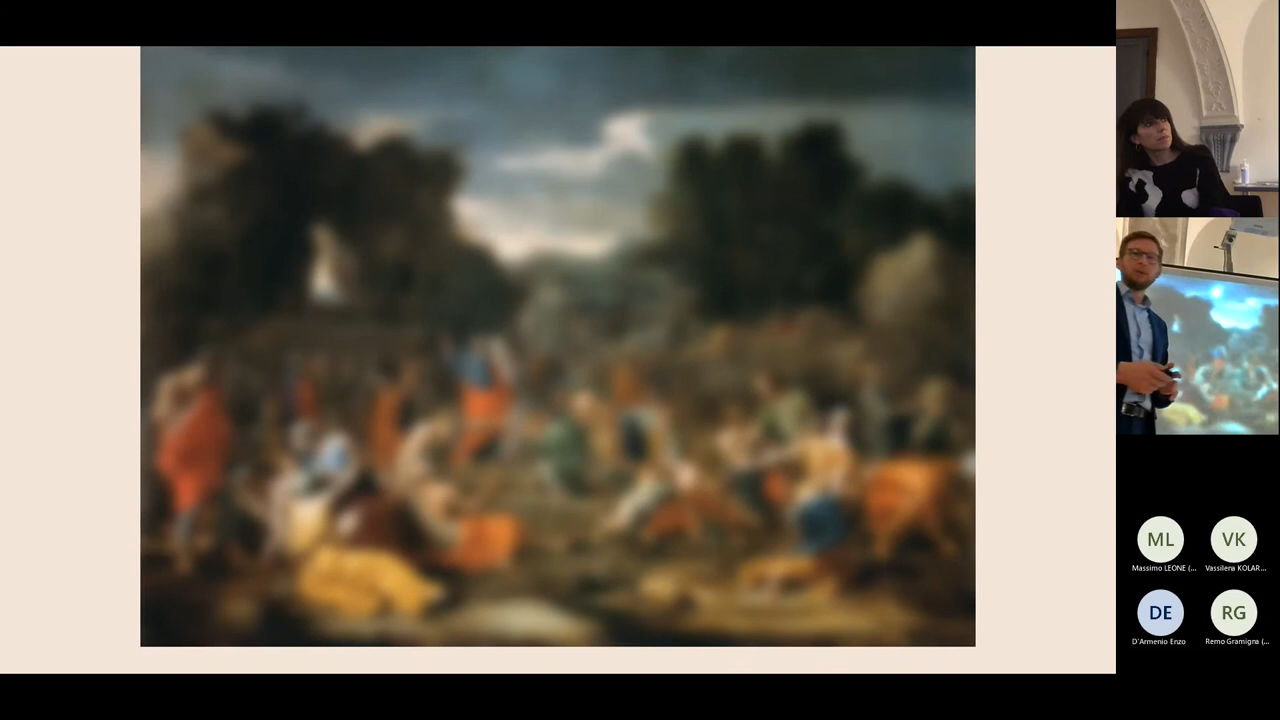 ML
VK
Massimo LEONE (...
Vassilena KOLAR...
DE
RG
D'Armenio Enzo
Remo Gramigna (...